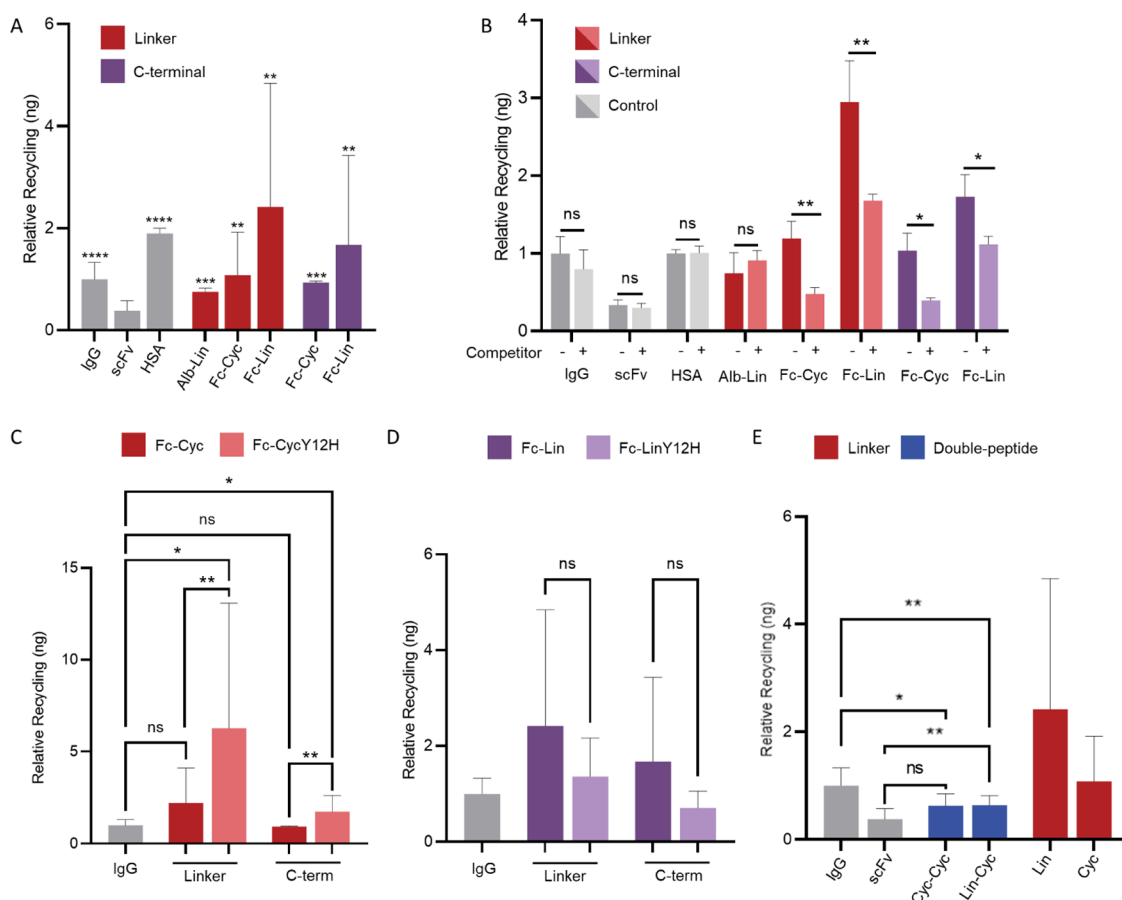 A
Linker
C-terminal
Relative Recycling (ng)
6
4
2
0
**** **** *** ** ** *** **
IgG scFv HSA Alb-Lin Fc-Cyc Fc-Lin Fc-Cyc Fc-Lin
B
Linker
C-terminal
Control
Relative Recycling (ng)
4
3
2
1
0
ns ns ns ns ** ** * *
Competitor - + - + - + - + - + - + - + - +
IgG scFv HSA Alb-Lin Fc-Cyc Fc-Lin Fc-Cyc Fc-Lin
C
Fc-Cyc Fc-CycY12H
*
ns
*
**
ns
**
Relative Recycling (ng)
15
10
5
0
IgG Linker C-term
D
Fc-Lin Fc-LinY12H
Relative Recycling (ng)
6
4
2
0
ns ns
IgG Linker C-term
E
Linker Double-peptide
Relative Recycling (ng)
6
4
2
0
**
*
**
ns
IgG scFv Cyc-Cyc Lin-Cyc Lin Cyc